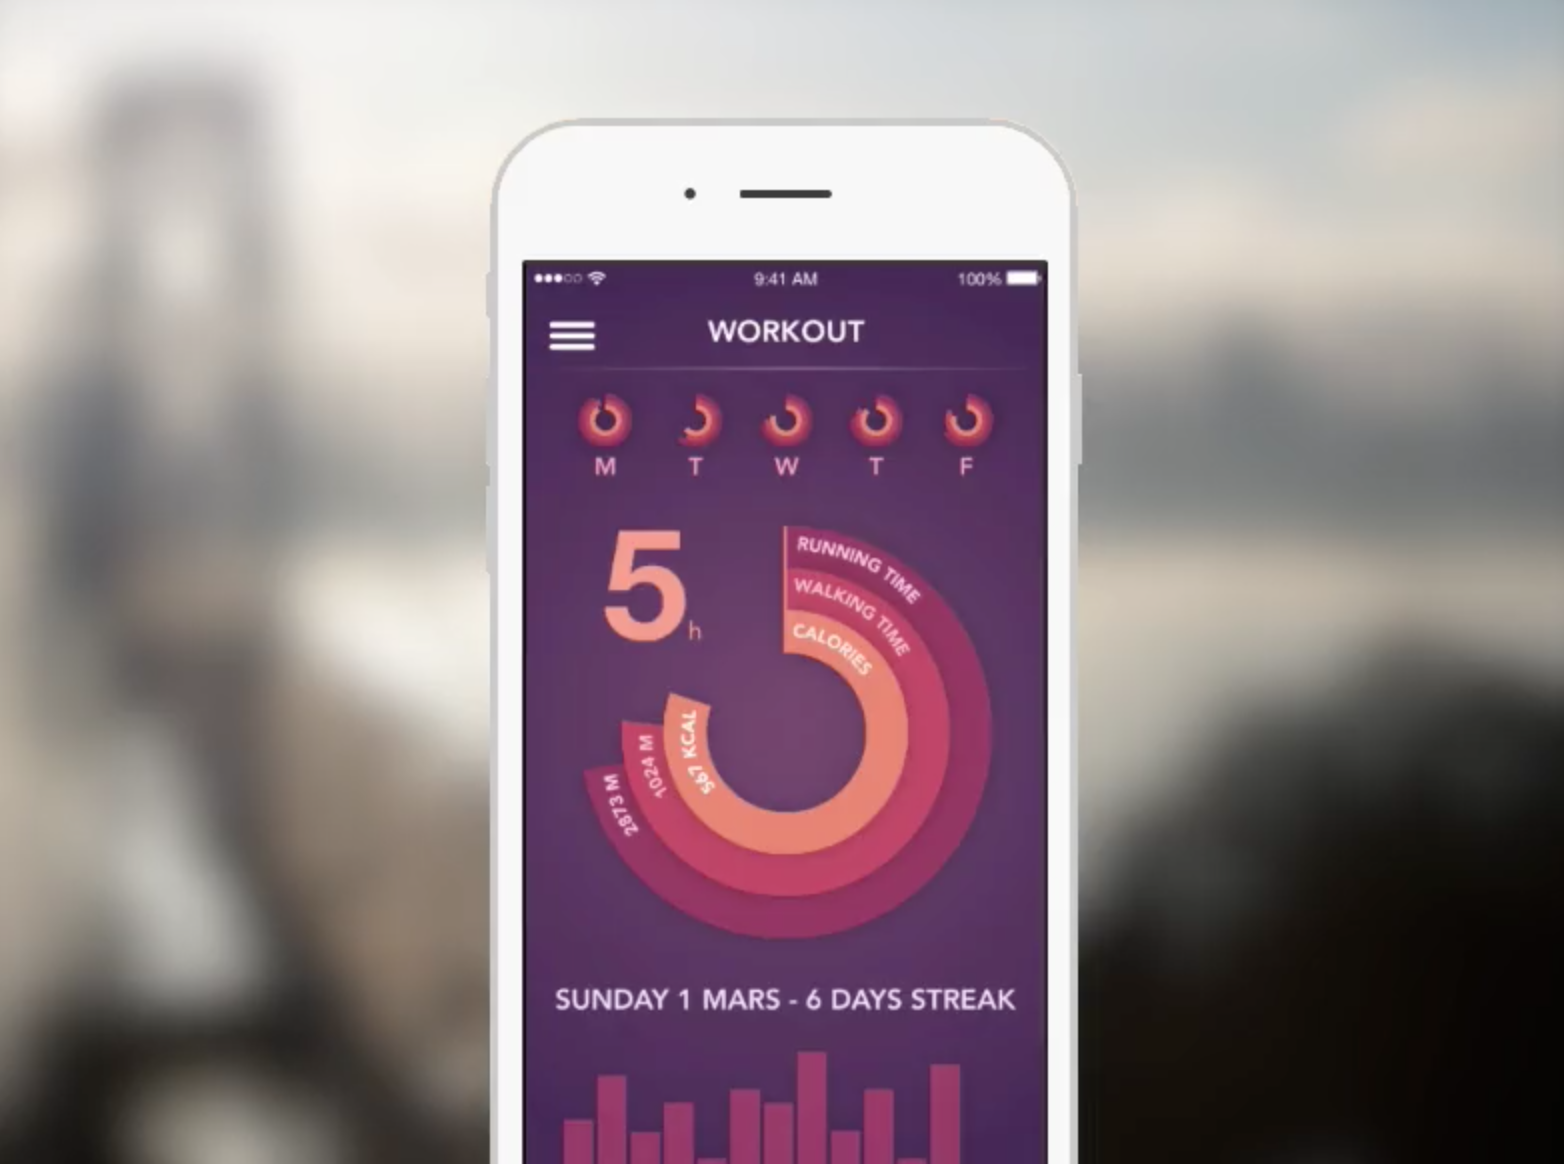 9:41 AM
100%
WORKOUT
M T W T F
5 h
RUNNING TIME
WALKING TIME
CALORIES
567 KCAL
1024 M
2873 M
SUNDAY 1 MARS - 6 DAYS STREAK